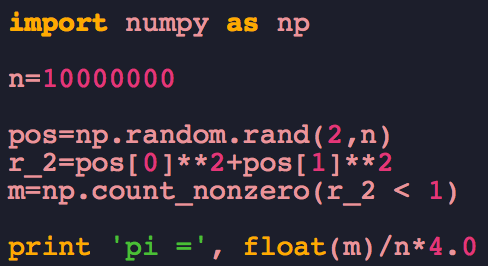 import numpy as np
n=10000000
pos=np.random.rand(2,n)
r_2=pos[0]**2+pos[1]**2
m=np.count_nonzero(r_2 < 1)
print 'pi =', float(m)/n*4.0